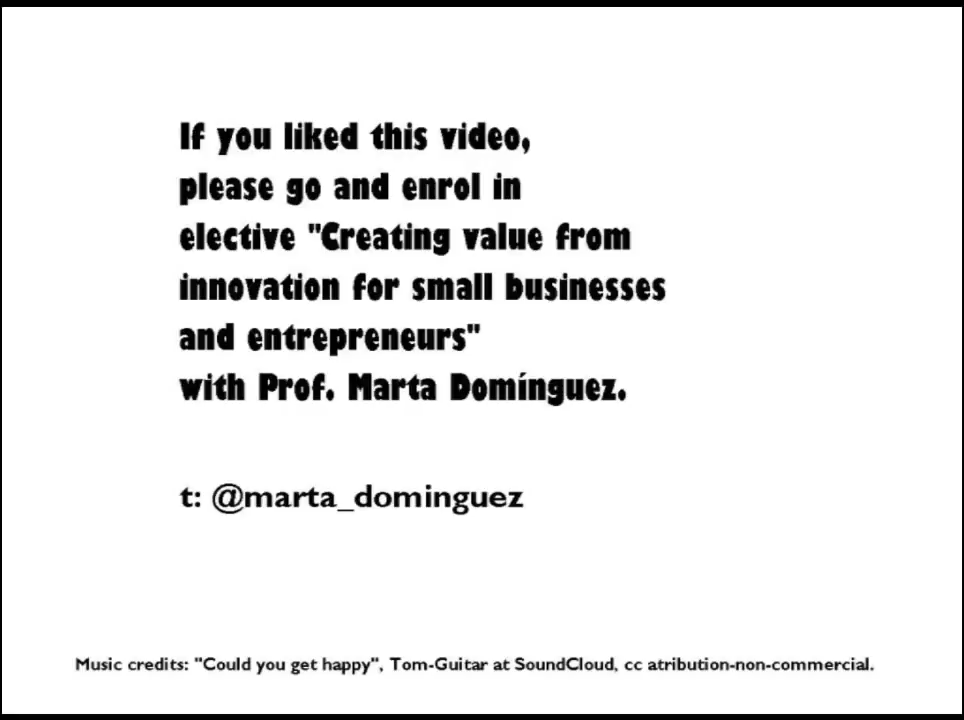 If you liked this video,
please go and enrol in
elective "Creating value from
innovation for small businesses
and entrepreneurs"
with Prof. Marta Domínguez.
t: @marta_dominguez
Music credits: "Could you get happy", Tom-Guitar at SoundCloud, cc atribution-non-commercial.